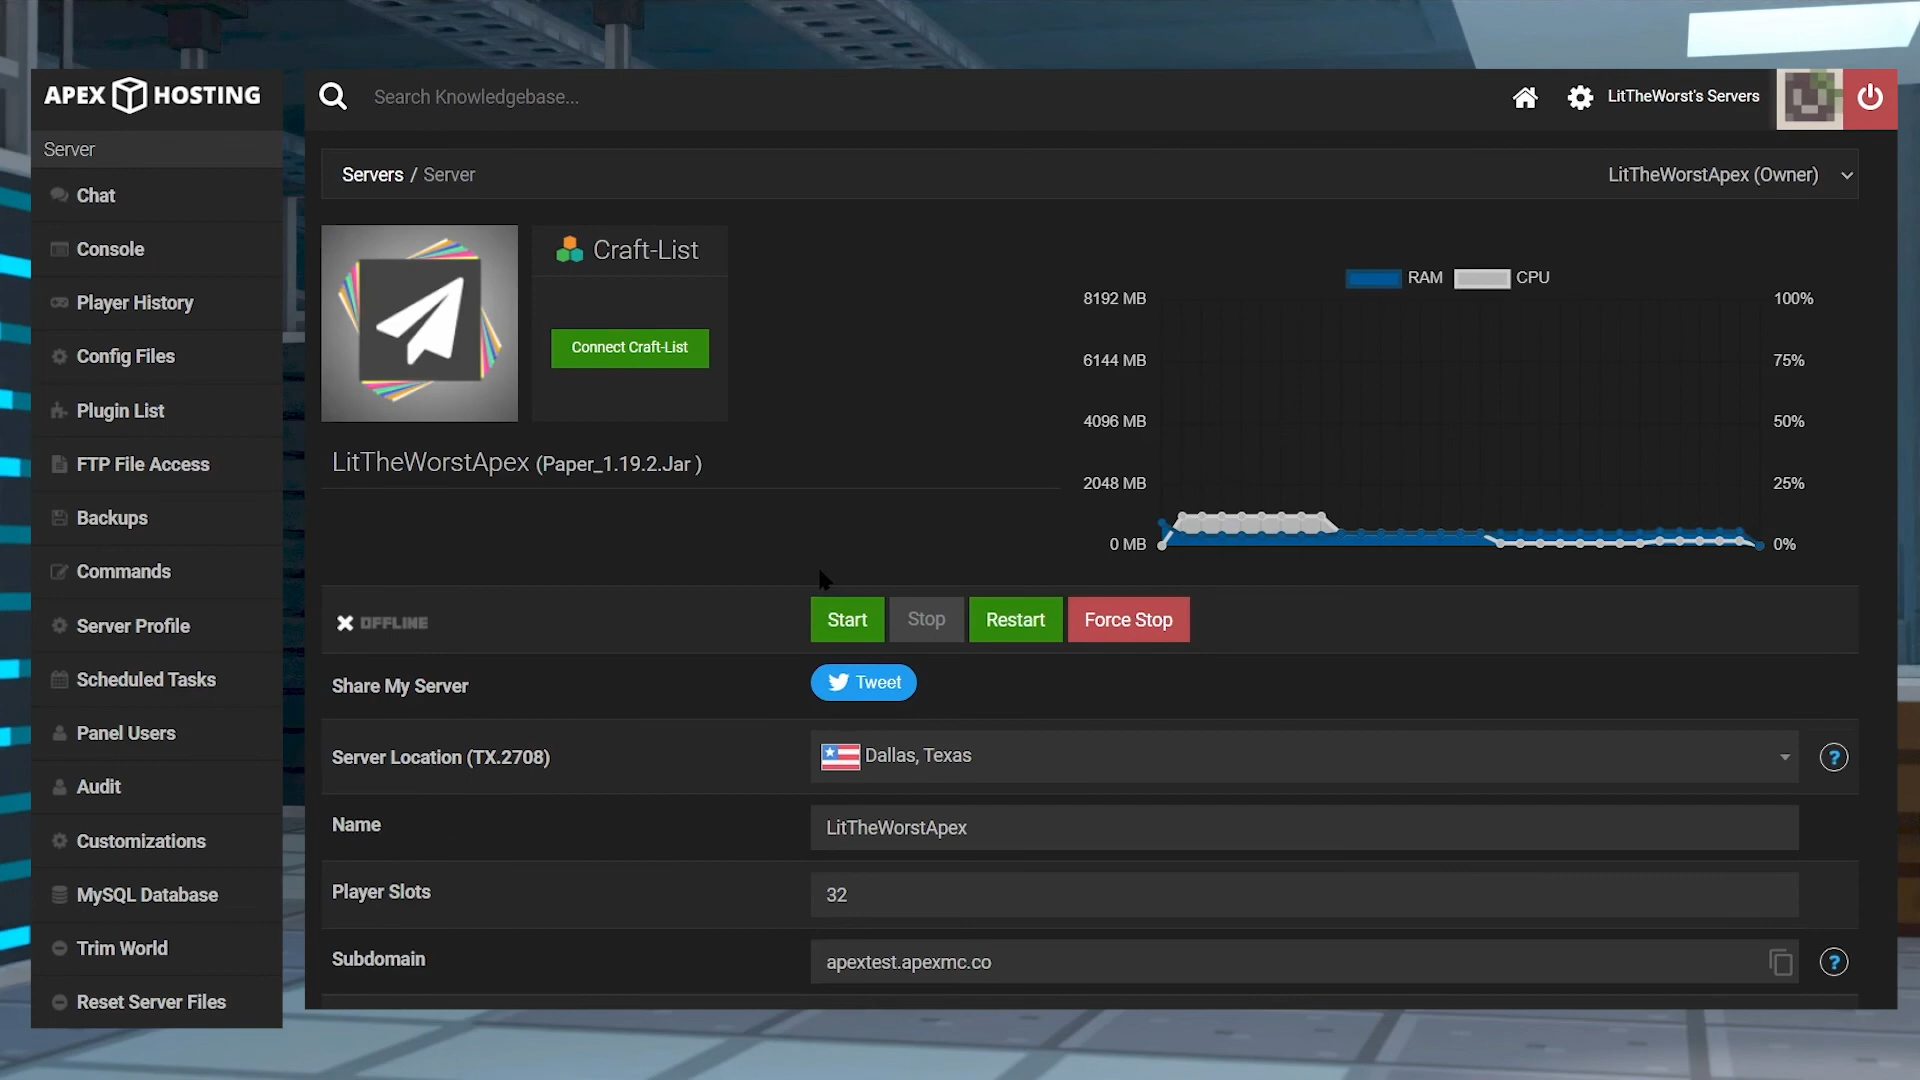 APEX HOSTING
Search Knowledgebase...
LitTheWorst's Servers
Server
Chat
Console
Player History
Config Files
Plugin List
FTP File Access
Backups
Commands
Server Profile
Scheduled Tasks
Panel Users
Audit
Customizations
MySQL Database
Trim World
Reset Server Files
Servers / Server
LitTheWorstApex (Owner)
Craft-List
Connect Craft-List
LitTheWorstApex (Paper_1.19.2.Jar )
RAM CPU
8192 MB 100%
6144 MB 75%
4096 MB 50%
2048 MB 25%
0 MB 0%
OFFLINE
Start Stop Restart Force Stop
Share My Server Tweet
Server Location (TX.2708) Dallas, Texas ?
Name LitTheWorstApex
Player Slots 32
Subdomain apextest.apexmc.co ?